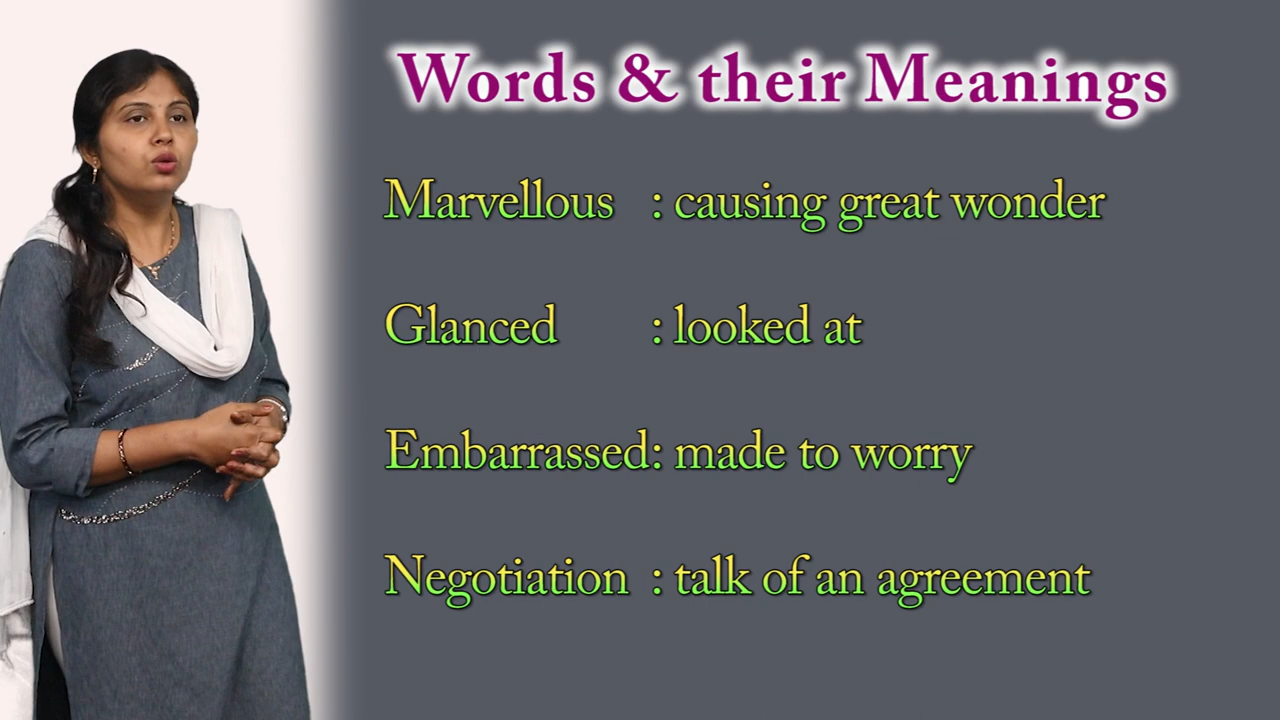 Words & their Meanings
Marvellous : causing great wonder
Glanced : looked at
Embarrassed: made to worry
Negotiation : talk of an agreement